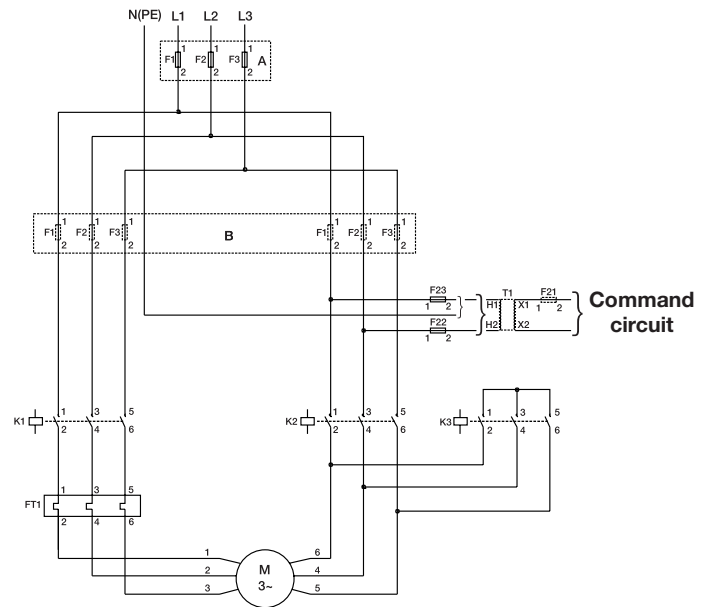 N(PE) L1 L2 L3
1 1 1
F1 F2 F3 A
2 2 2
1 1 1 1 1 1
F1 F2 F3 B F1 F2 F3
2 2 2 2 2 2
F23 T1 F21
1 2 H1 X1 1 2
Command
circuit
F22 H2 X2
1 2
1 3 5 1 3 5 1 3 5
K1 K2 K3
2 4 6 2 4 6 2 4 6
1 3 5
FT1
2 4 6
1 6
2 M 4
3~
3 5